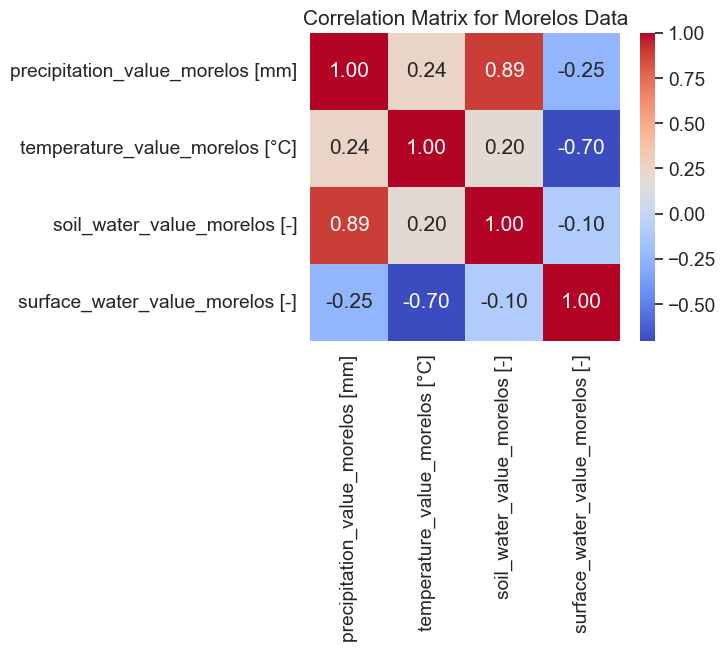 Correlation Matrix for Morelos Data
precipitation_value_morelos [mm]
1.00 0.24 0.89 -0.25
temperature_value_morelos [°C]
0.24 1.00 0.20 -0.70
soil_water_value_morelos [-]
0.89 0.20 1.00 -0.10
surface_water_value_morelos [-]
-0.25 -0.70 -0.10 1.00
precipitation_value_morelos [mm]
temperature_value_morelos [°C]
soil_water_value_morelos [-]
surface_water_value_morelos [-]
1.00
0.75
0.50
0.25
0.00
−0.25
−0.50